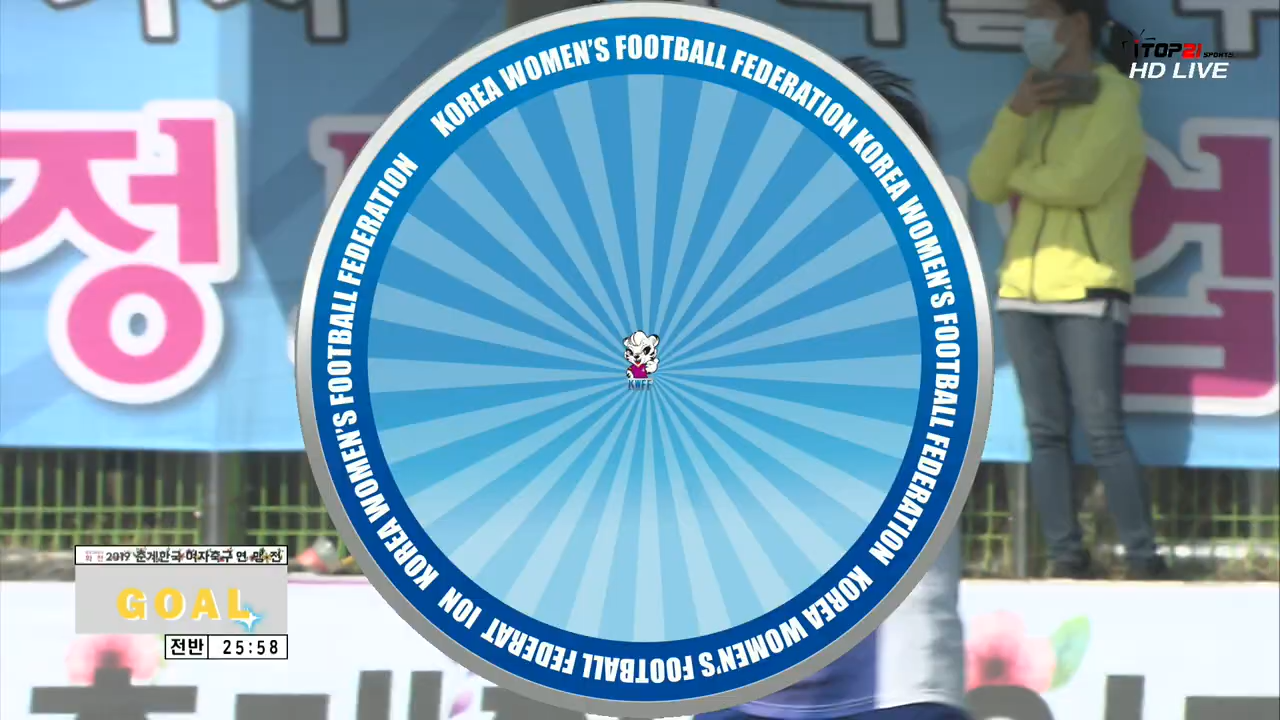 TOP21 SPORTS
HD LIVE
KOREA WOMEN'S FOOTBALL FEDERATION KOREA WOMEN'S FOOTBALL FEDERATION KOREA WOMEN'S FOOTBALL FEDERAT ION KOREA WOMEN'S FOOTBALL FEDERATION
정
업
KWFF
2019 춘계한국 여자축구 연맹전
GOAL
전반 25:58